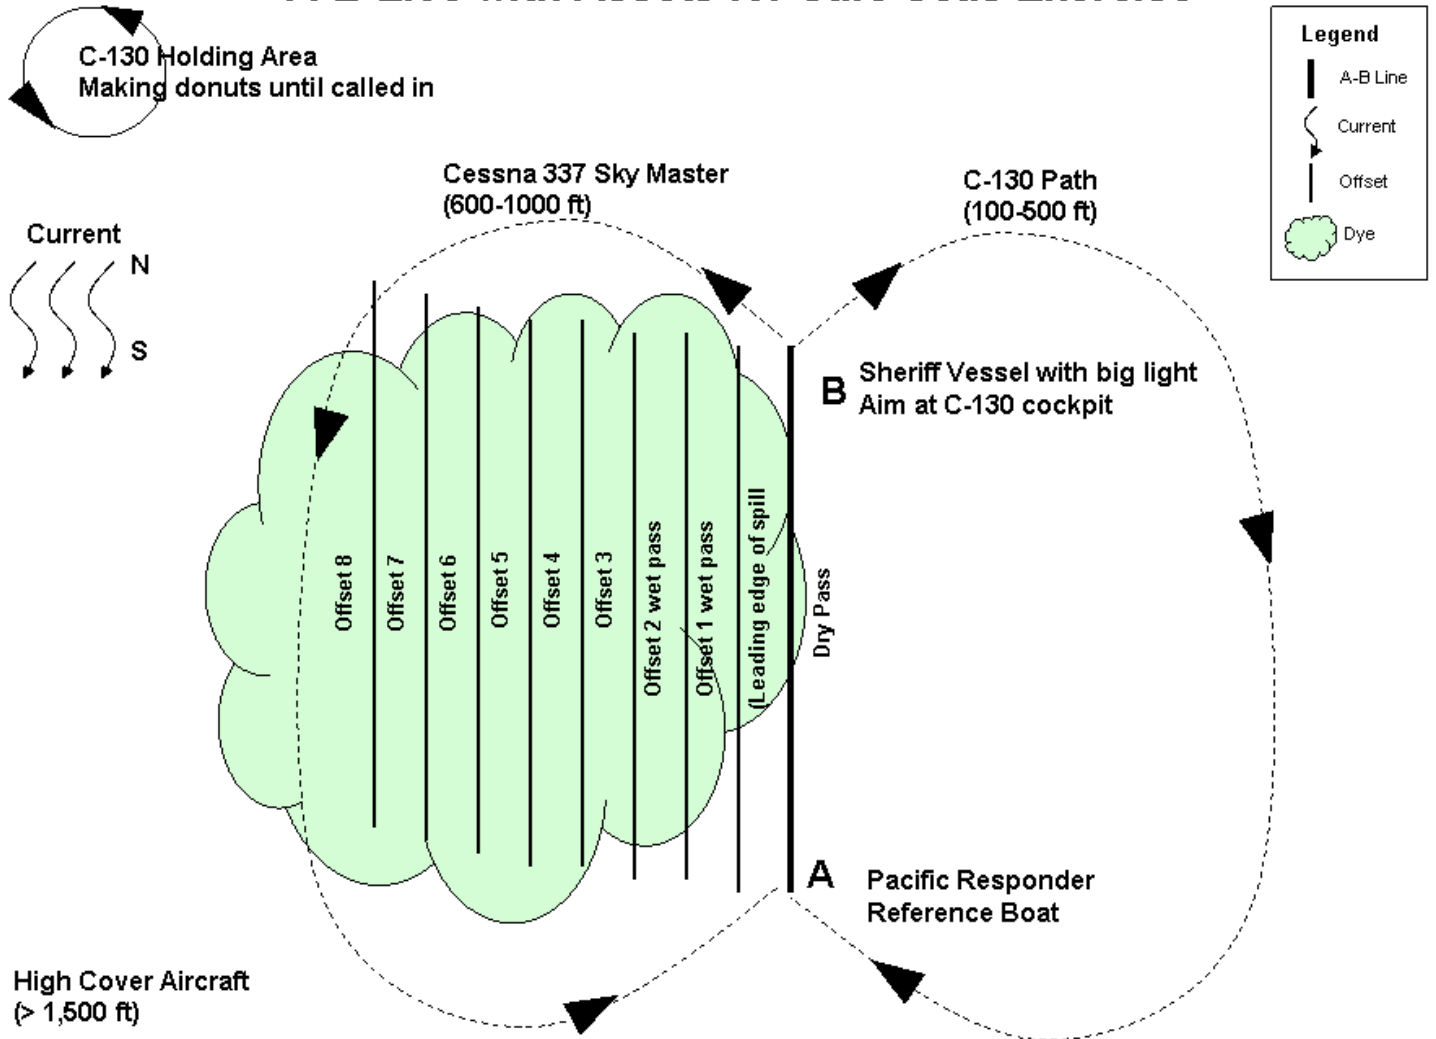 C-130 Holding Area
Making donuts until called in
Legend
A-B Line
Current
Offset
Dye
Cessna 337 Sky Master
(600-1000 ft)
C-130 Path
(100-500 ft)
Current
N
S
B
Sheriff Vessel with big light
Aim at C-130 cockpit
Offset 8
Offset 7
Offset 6
Offset 5
Offset 4
Offset 3
Offset 2 wet pass
Offset 1 wet pass
(Leading edge of spill
Dry Pass
A
Pacific Responder
Reference Boat
High Cover Aircraft
(> 1,500 ft)